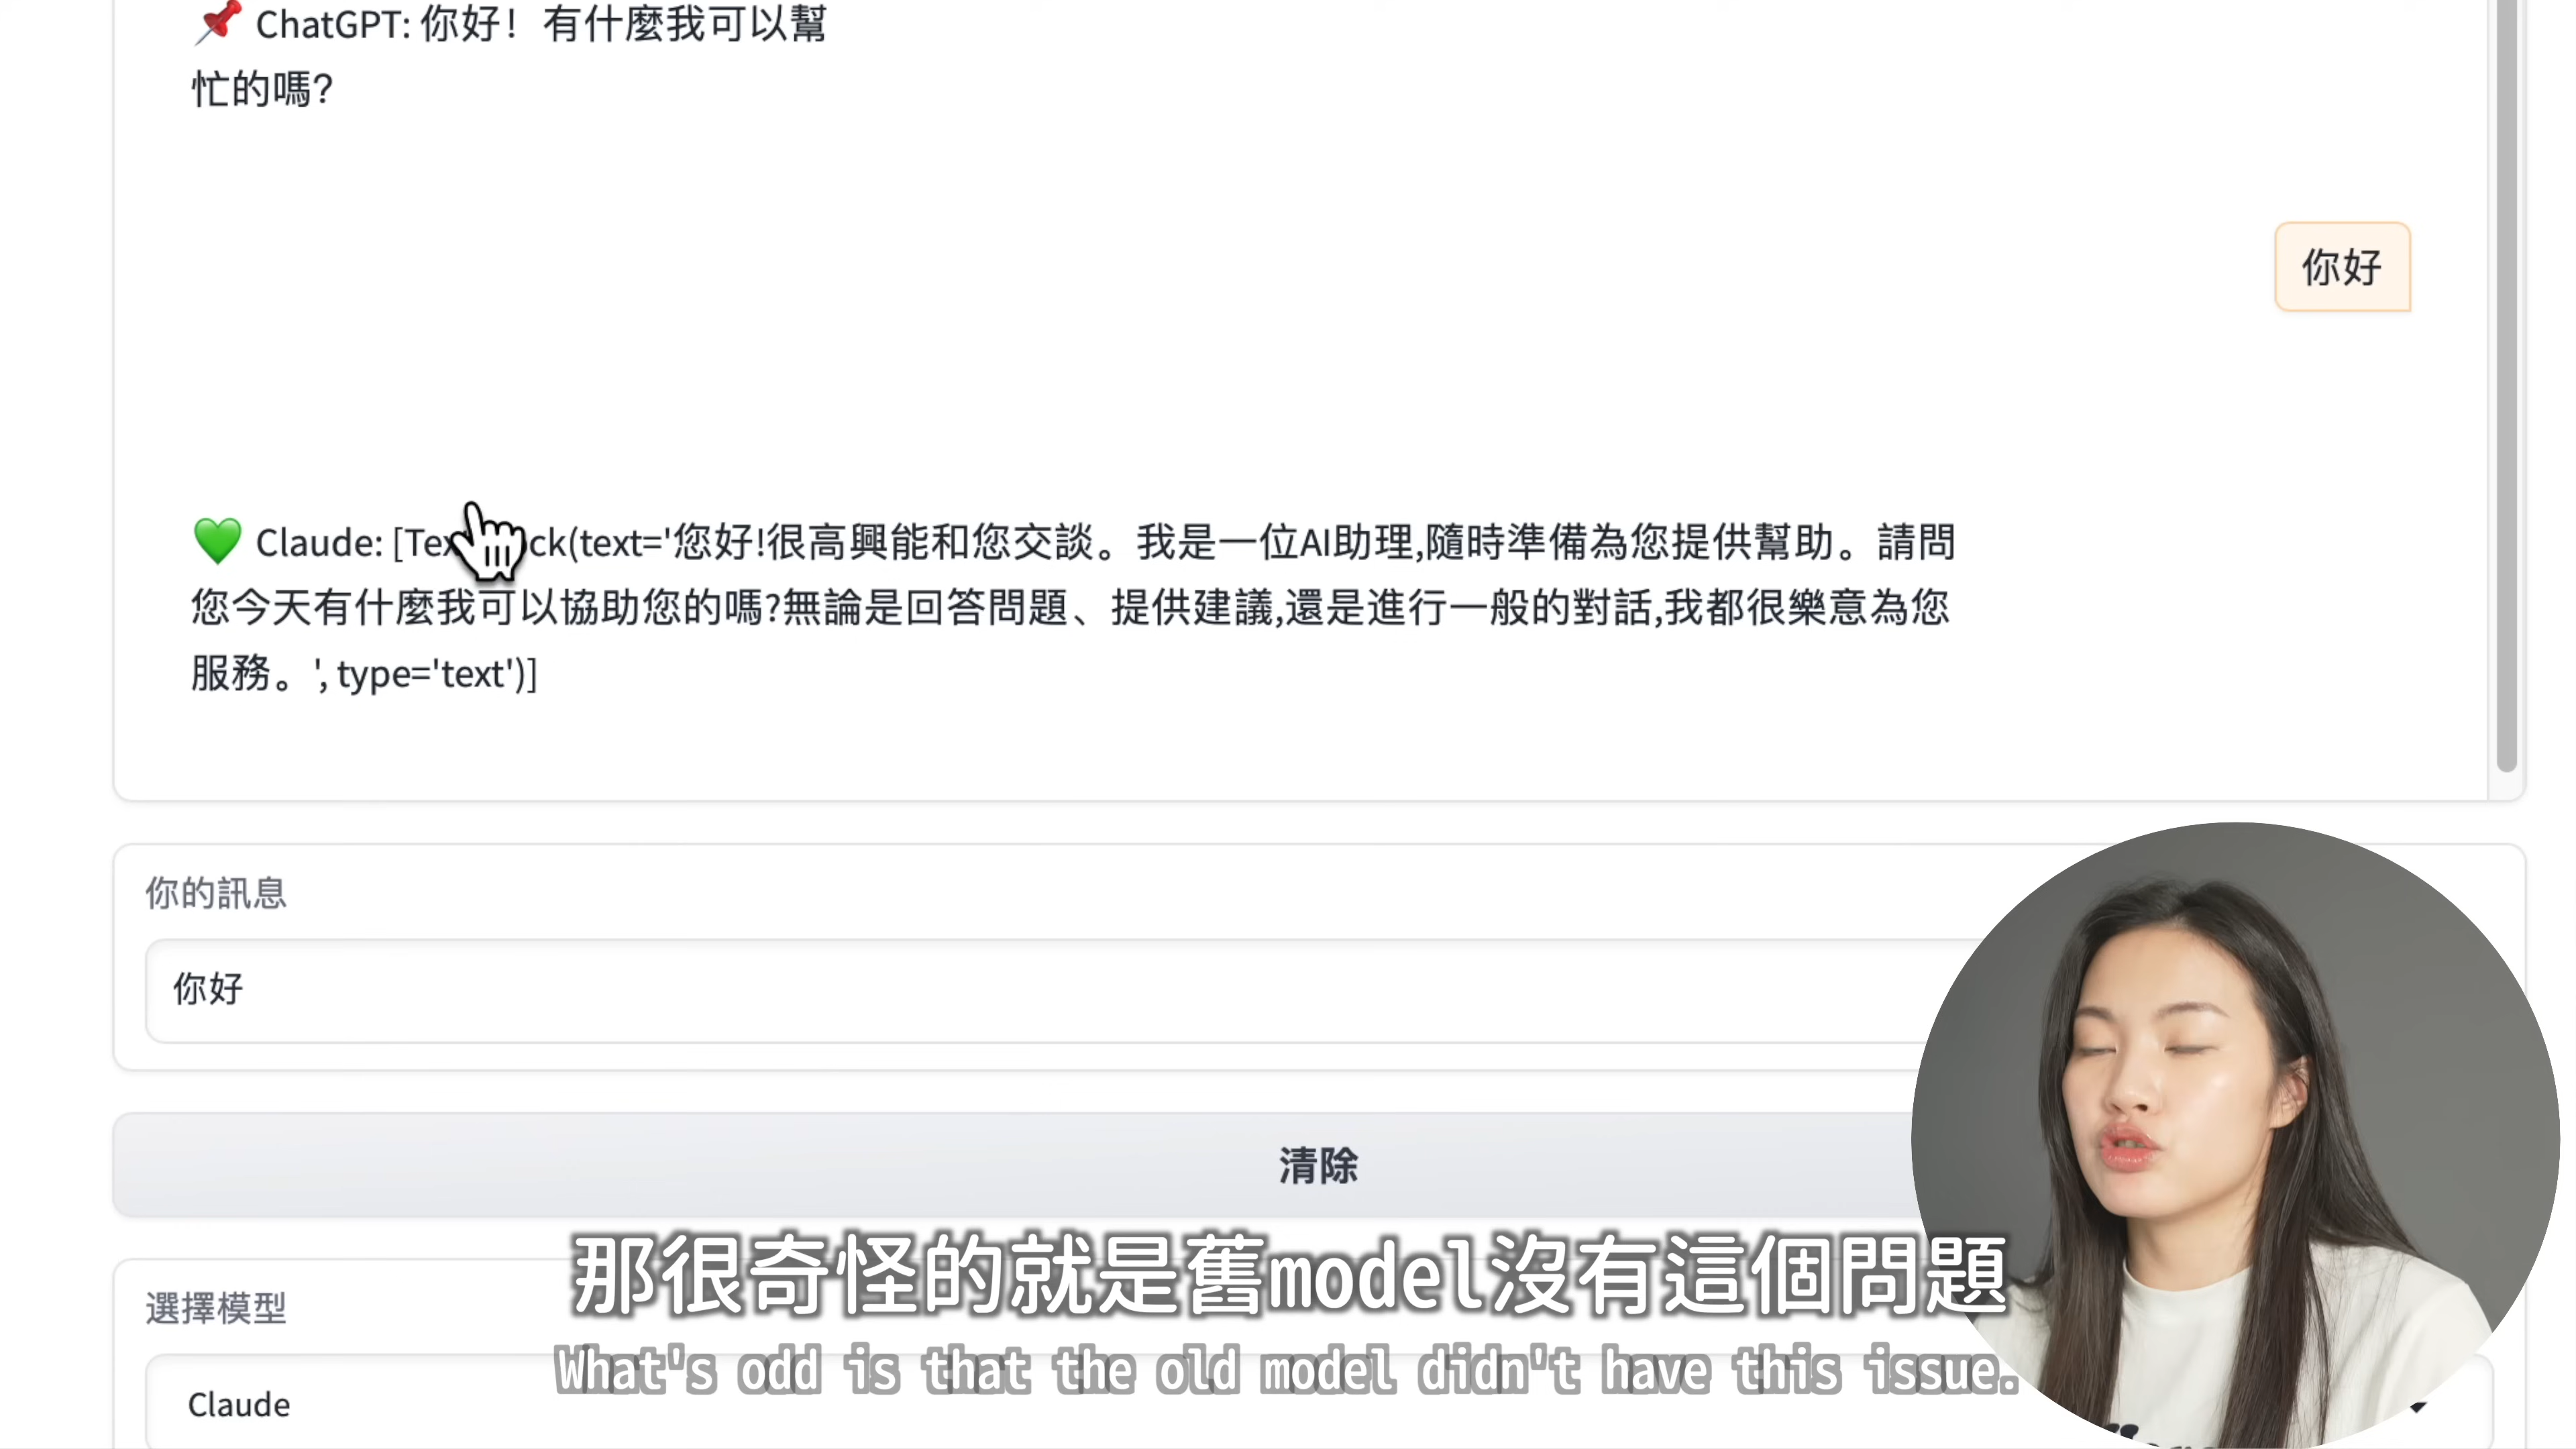 ChatGPT: 你好！ 有什麼我可以幫
忙的嗎?
你好
Claude: [Tex ck(text='您好!很高興能和您交談。我是一位AI助理,隨時準備為您提供幫助。請問
您今天有什麼我可以協助您的嗎?無論是回答問題、提供建議,還是進行一般的對話,我都很樂意為您
服務。', type='text')]
你的訊息
你好
清除
那很奇怪的就是舊model沒有這個問題
What's odd is that the old model didn't have this issue.
選擇模型
Claude